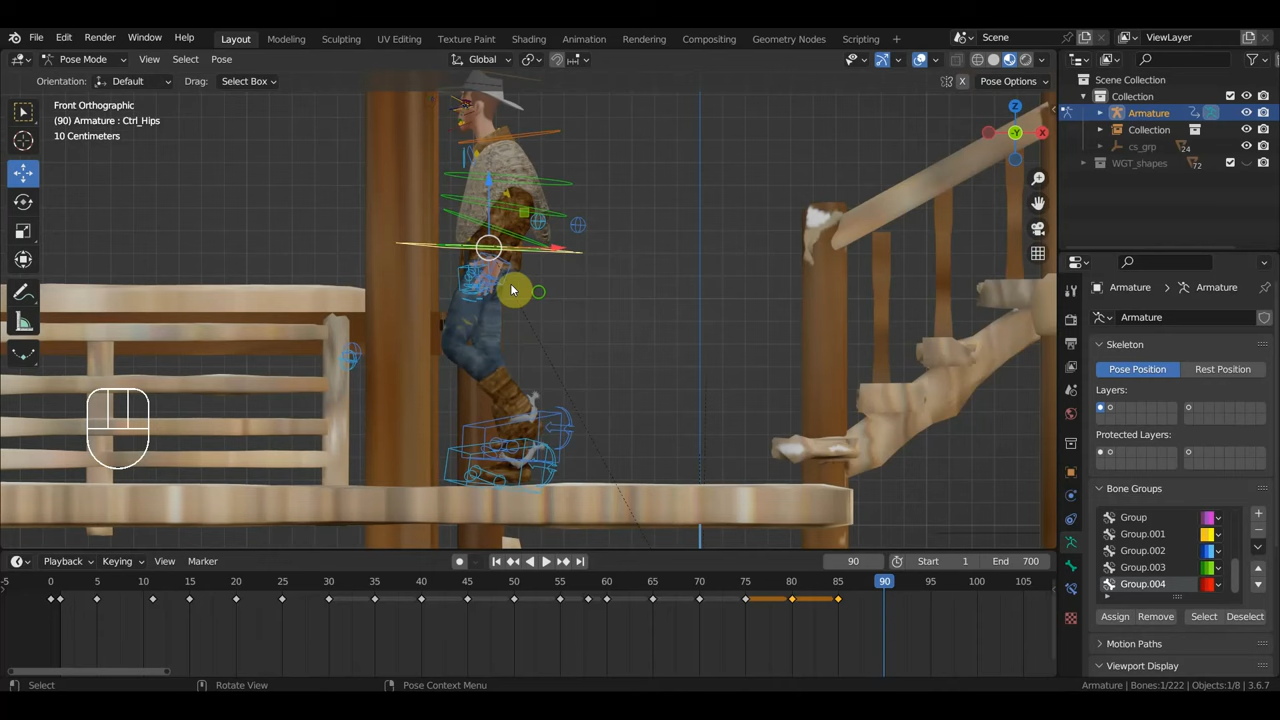 File Edit Render Window Help Layout Modeling Sculpting UV Editing Texture Paint Shading Animation Rendering Compositing Geometry Nodes Scripting + Scene ViewLayer
Pose Mode View Select Pose Global
Orientation: Default Drag: Select Box X Pose Options
Front Orthographic
(90) Armature : Ctrl_Hips
10 Centimeters
Z
X
-Y
Scene Collection
Collection
Armature
Collection
cs_grp 24
WGT_shapes 72
Armature > Armature
Armature
Skeleton
Pose Position Rest Position
Layers:
Protected Layers:
Bone Groups
Group
Group.001
Group.002
Group.003
Group.004
Assign Remove Select Deselect
Motion Paths
Viewport Display
Playback Keying View Marker 90 Start 1 End 700
-5 0 5 10 15 20 25 30 35 40 45 50 55 60 65 70 75 80 85 90 95 100 105
Select Rotate View Pose Context Menu Armature | Bones:1/222 | Objects:1/8 | 3.6.7